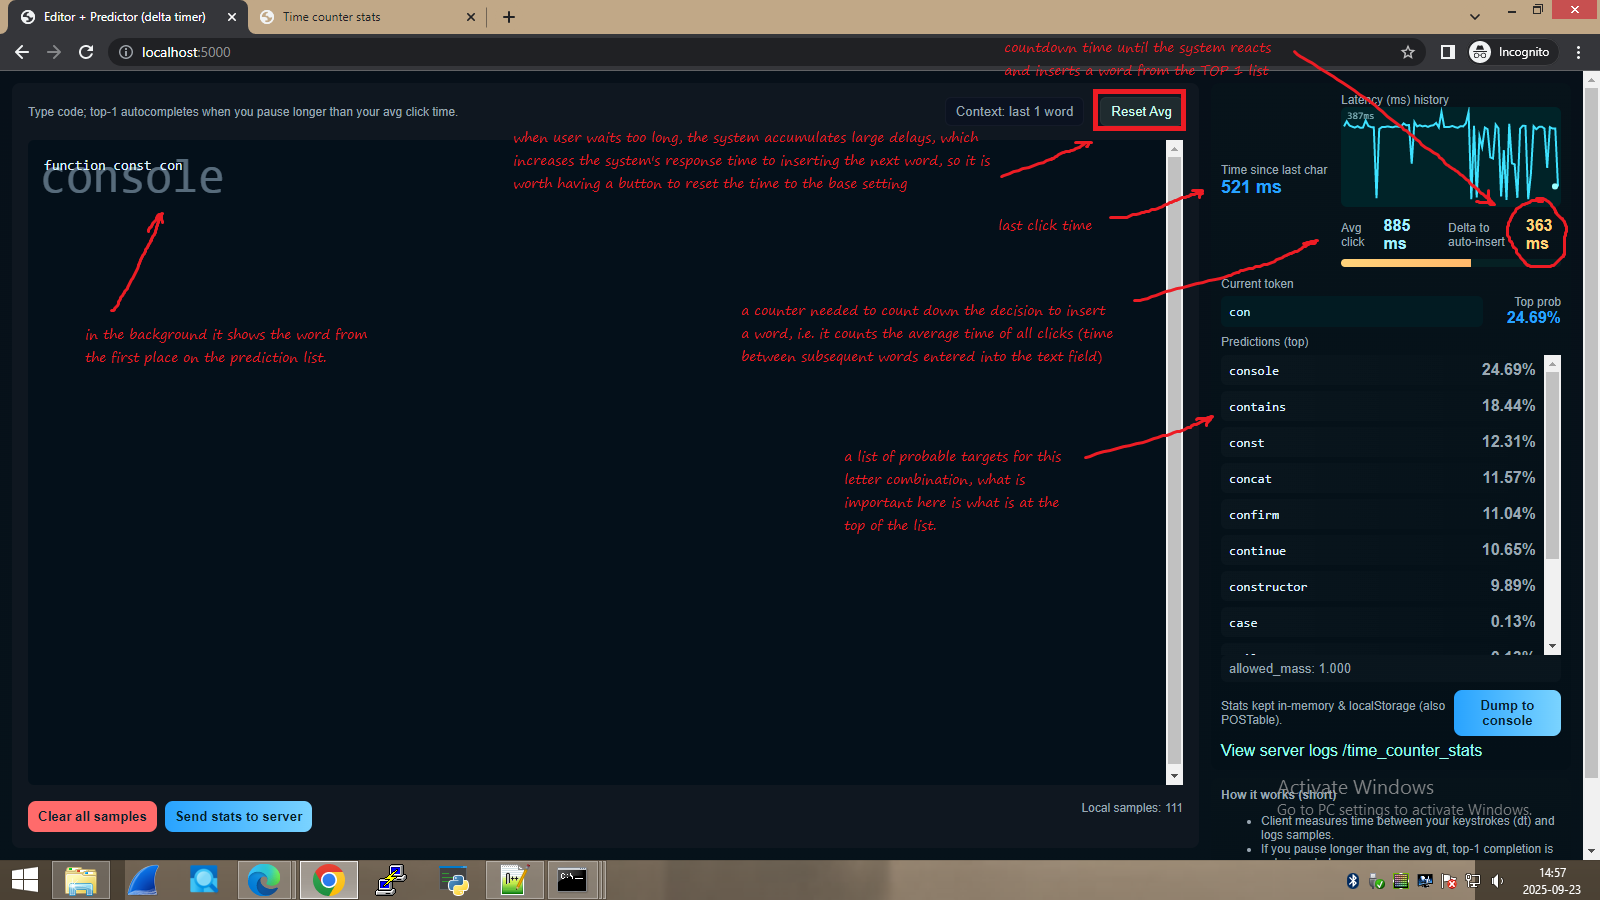 Editor + Predictor (delta timer)
Time counter stats
localhost:5000
Incognito
countdown time until the system reacts
and inserts a word from the TOP 1 list
Type code; top-1 autocompletes when you pause longer than your avg click time.
Context: last 1 word
Reset Avg
when user waits too long, the system accumulates large delays, which
increases the system's response time to inserting the next word, so it is
worth having a button to reset the time to the base setting
function const con
console
last click time
in the background it shows the word from
the first place on the prediction list.
a counter needed to count down the decision to insert
a word, i.e. it counts the average time of all clicks (time
between subsequent words entered into the text field)
a list of probable targets for this
letter combination, what is
important here is what is at the
top of the list.
Clear all samples
Send stats to server
Local samples: 111
Latency (ms) history
387ms
Time since last char
521 ms
Avg click
885 ms
Delta to auto-insert
363 ms
Current token
con
Top prob
24.69%
Predictions (top)
console 24.69%
contains 18.44%
const 12.31%
concat 11.57%
confirm 11.04%
continue 10.65%
constructor 9.89%
case 0.13%
allowed_mass: 1.000
Stats kept in-memory & localStorage (also
POSTable).
Dump to
console
View server logs /time_counter_stats
Activate Windows
Go to PC settings to activate Windows.
How it works (short)
Client measures time between your keystrokes (dt) and
logs samples.
If you pause longer than the avg dt, top-1 completion is
14:57
2025-09-23